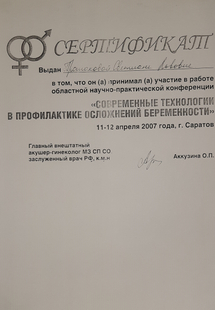 СЕРТИФИКАТ
Выдан
в том, что он (а) принимал (а) участие в работе
областной научно-практической конференции
«СОВРЕМЕННЫЕ ТЕХНОЛОГИИ
В ПРОФИЛАКТИКЕ ОСЛОЖНЕНИЙ БЕРЕМЕННОСТИ»
11-12 апреля 2007 года, г. Саратов
Главный внештатный
акушер-гинеколог МЗ СП СО
заслуженный врач РФ, к.м.н
Аккузина О.П.